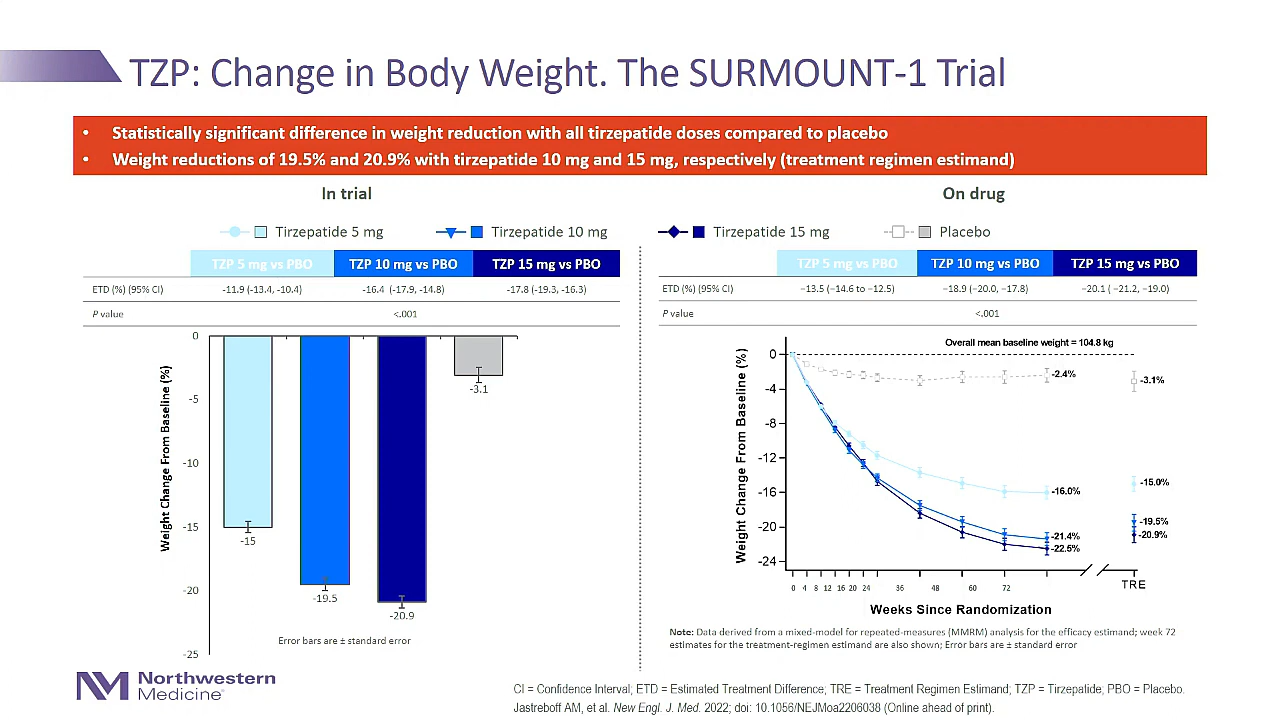 TZP: Change in Body Weight. The SURMOUNT-1 Trial
• Statistically significant difference in weight reduction with all tirzepatide doses compared to placebo
• Weight reductions of 19.5% and 20.9% with tirzepatide 10 mg and 15 mg, respectively (treatment regimen estimand)
In trial
On drug
Tirzepatide 5 mg Tirzepatide 10 mg Tirzepatide 15 mg Placebo
TZP 5 mg vs PBO TZP 10 mg vs PBO TZP 15 mg vs PBO
ETD (%) (95% CI) -11.9 (-13.4, -10.4) -16.4 (-17.9, -14.8) -17.8 (-19.3, -16.3)
P value <.001
Weight Change From Baseline (%)
0
-5
-10
-15
-20
-25
-15
-19.5
-20.9
-3.1
Error bars are ± standard error
TZP 5 mg vs PBO TZP 10 mg vs PBO TZP 15 mg vs PBO
ETD (%) (95% CI) −13.5 (−14.6 to −12.5) −18.9 (−20.0, −17.8) −20.1 ( −21.2, −19.0)
P value <.001
Overall mean baseline weight = 104.8 kg
Weight Change From Baseline (%)
0
-4
-8
-12
-16
-20
-24
-2.4%
-3.1%
-16.0%
-15.0%
-21.4%
-22.5%
-19.5%
-20.9%
0 4 8 12 16 20 24 36 48 60 72 TRE
Weeks Since Randomization
Note: Data derived from a mixed-model for repeated-measures (MMRM) analysis for the efficacy estimand; week 72
estimates for the treatment-regimen estimand are also shown; Error bars are ± standard error
Northwestern
Medicine®
CI = Confidence Interval; ETD = Estimated Treatment Difference; TRE = Treatment Regimen Estimand; TZP = Tirzepatide; PBO = Placebo.
Jastreboff AM, et al. New Engl. J. Med. 2022; doi: 10.1056/NEJMoa2206038 (Online ahead of print).